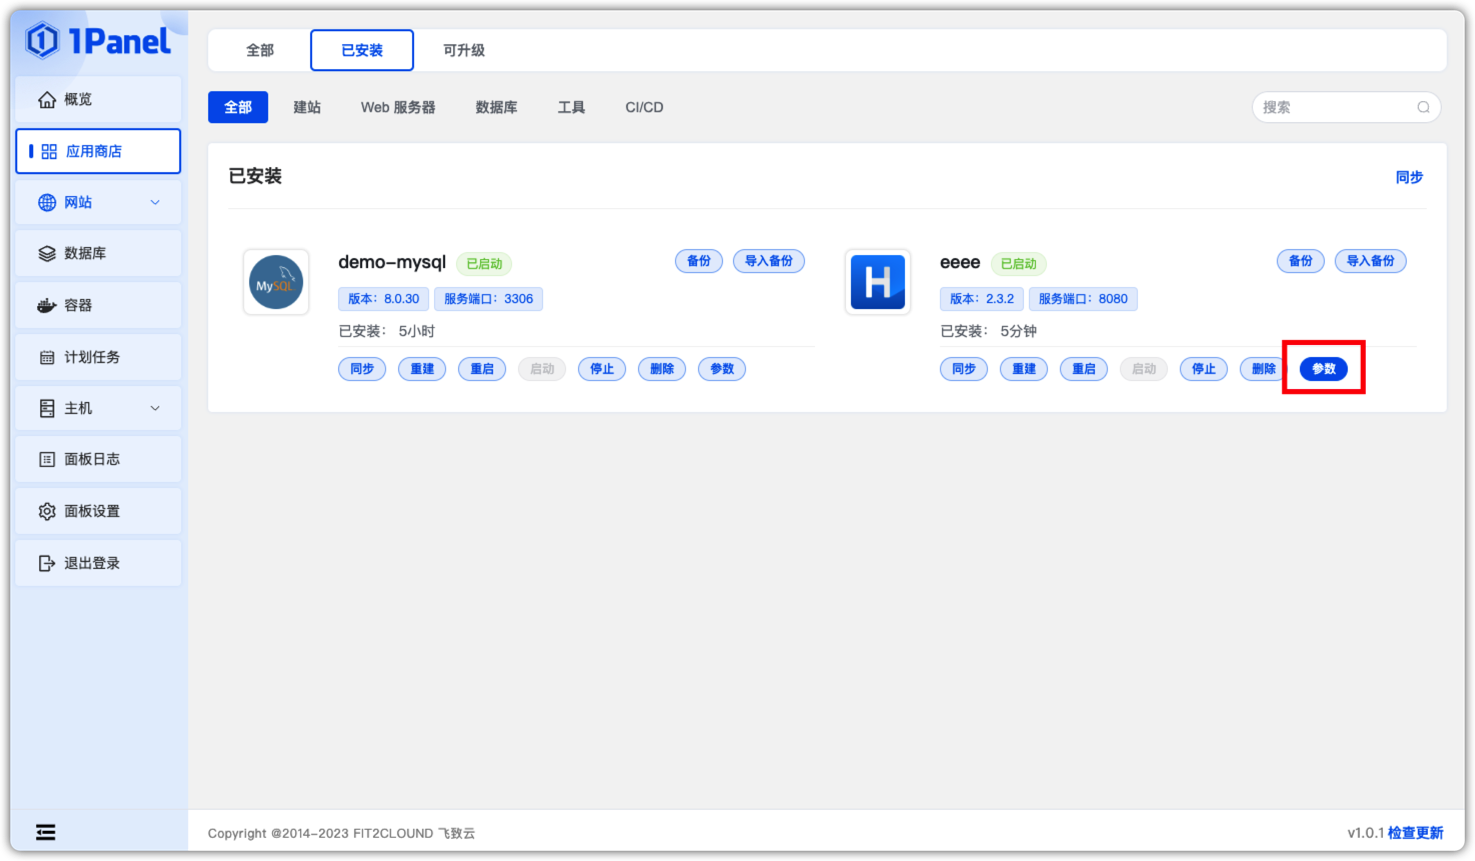 1Panel
全部 已安装 可升级
概览
全部 建站 Web 服务器 数据库 工具 CI/CD 搜索
应用商店
已安装 同步
网站
数据库
demo-mysql 已启动 备份 导入备份
MySQL
版本: 8.0.30 服务端口: 3306
已安装: 5小时
同步 重建 重启 启动 停止 删除 参数
H eeee 已启动 备份 导入备份
版本: 2.3.2 服务端口: 8080
已安装: 5分钟
同步 重建 重启 启动 停止 删除 参数
容器
计划任务
主机
面板日志
面板设置
退出登录
Copyright @2014-2023 FIT2CLOUND 飞致云 v1.0.1 检查更新